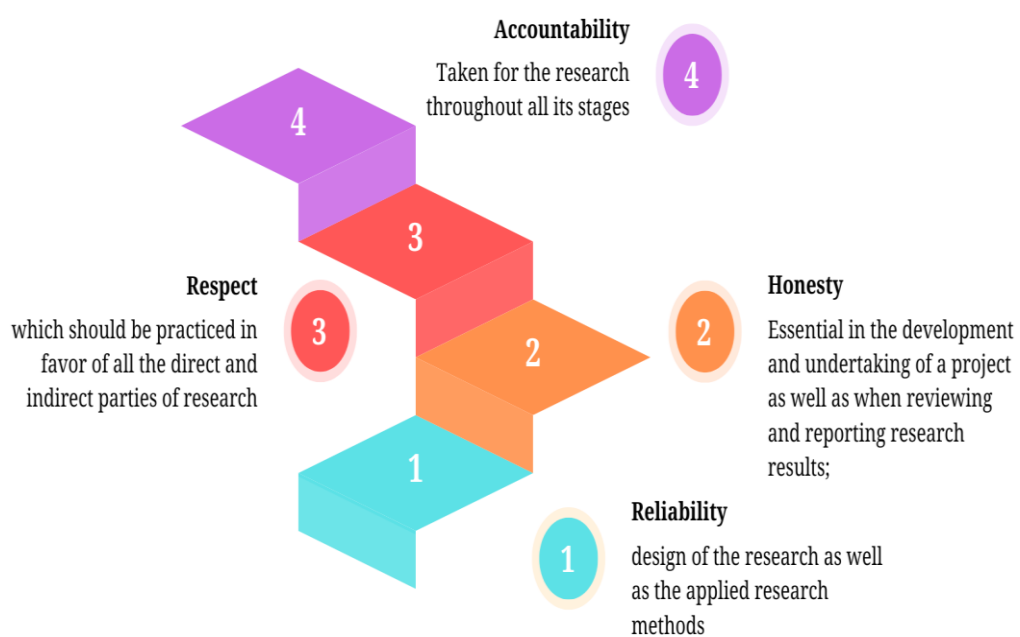 Accountability
Taken for the research
throughout all its stages
4
4
3
Respect
which should be practiced in
favor of all the direct and
indirect parties of research
3
2
2
Honesty
Essential in the development
and undertaking of a project
as well as when reviewing
and reporting research
results;
1
1
Reliability
design of the research as well
as the applied research
methods